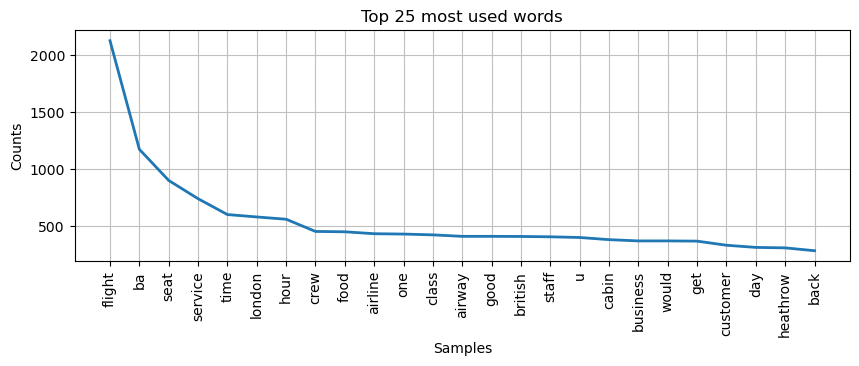 Top 25 most used words
Counts
2000
1500
1000
500
flight
ba
seat
service
time
london
hour
crew
food
airline
one
class
airway
good
british
staff
u
cabin
business
would
get
customer
day
heathrow
back
Samples